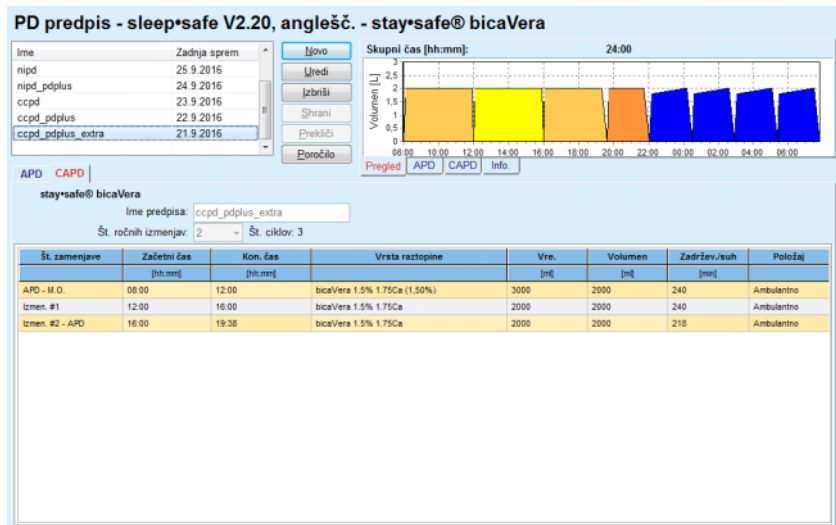 PD predpis - sleep•safe V2.20, anglešč. - stay•safe® bicaVera
Ime Zadnja sprem
nipd 25.9.2016
nipd_pdplus 24.9.2016
ccpd 23.9.2016
ccpd_pdplus 22.9.2016
ccpd_pdplus_extra 21.9.2016
Novo
Uredi
Izbriši
Shrani
Prekliči
Poročilo
Skupni čas [hh:mm]: 24:00
Volumen [L]
3
2,5
2
1,5
1
0,5
0
08:00 10:00 12:00 14:00 16:00 18:00 20:00 22:00 00:00 02:00 04:00 06:00
Pregled APD CAPD Info.
APD CAPD
stay•safe® bicaVera
Ime predpisa: ccpd_pdplus_extra
Št. ročnih izmenjav: 2 Št. ciklov: 3
Št. zamenjave Začetni čas Kon. čas Vrsta raztopine Vre. Volumen Zadržev./suh Položaj
[hh:mm] [hh:mm] [ml] [ml] [min]
APD - M.O. 08:00 12:00 bicaVera 1.5% 1.75Ca (1,50%) 3000 2000 240 Ambulantno
Izmen. #1 12:00 16:00 bicaVera 1.5% 1.75Ca 2000 2000 240 Ambulantno
Izmen. #2 - APD 16:00 19:38 bicaVera 1.5% 1.75Ca 2000 2000 218 Ambulantno